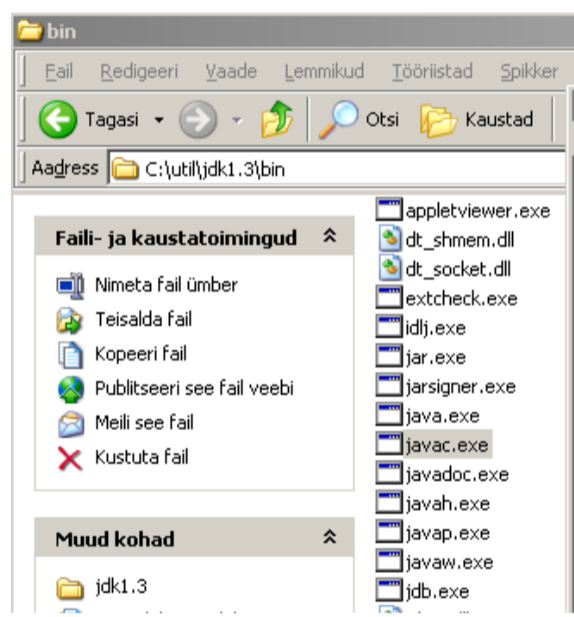 bin
Fail Redigeeri Vaade Lemmikud Tööriistad Spikker
Tagasi Otsi Kaustad
Aadress C:\util\jdk1.3\bin
Faili- ja kaustatoimingud
Nimeta fail ümber
Teisalda fail
Kopeeri fail
Publitseeri see fail veebi
Meili see fail
Kustuta fail
Muud kohad
jdk1.3
appletviewer.exe
dt_shmem.dll
dt_socket.dll
extcheck.exe
idlj.exe
jar.exe
jarsigner.exe
java.exe
javac.exe
javadoc.exe
javah.exe
javap.exe
javaw.exe
jdb.exe